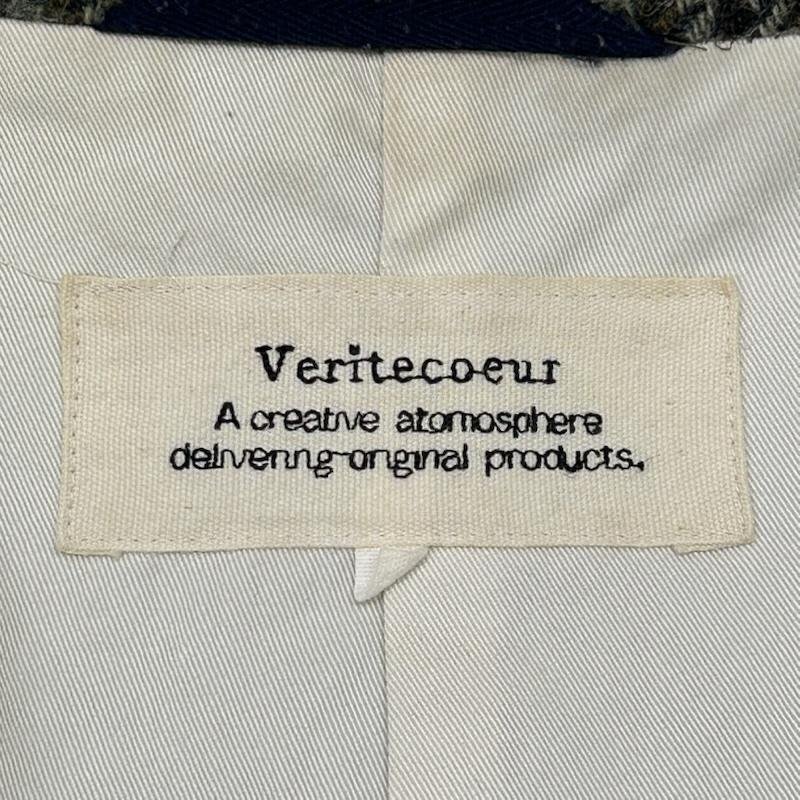 Veritecoeur
A creative atomosphere
delivering original products.